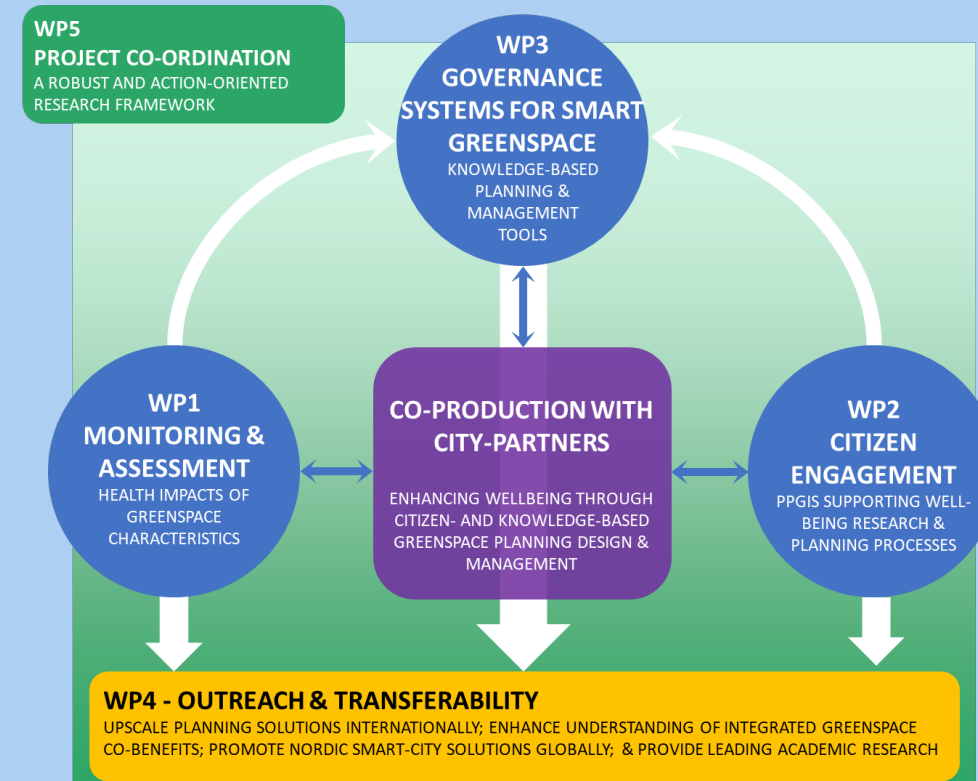 WP5
PROJECT CO-ORDINATION
A ROBUST AND ACTION-ORIENTED
RESEARCH FRAMEWORK
WP3
GOVERNANCE
SYSTEMS FOR SMART
GREENSPACE
KNOWLEDGE-BASED
PLANNING &
MANAGEMENT
TOOLS
WP1
MONITORING &
ASSESSMENT
HEALTH IMPACTS OF
GREENSPACE
CHARACTERISTICS
CO-PRODUCTION WITH
CITY-PARTNERS
ENHANCING WELLBEING THROUGH
CITIZEN- AND KNOWLEDGE-BASED
GREENSPACE PLANNING DESIGN &
MANAGEMENT
WP2
CITIZEN
ENGAGEMENT
PPGIS SUPPORTING WELL-
BEING RESEARCH &
PLANNING PROCESSES
WP4 - OUTREACH & TRANSFERABILITY
UPSCALE PLANNING SOLUTIONS INTERNATIONALLY; ENHANCE UNDERSTANDING OF INTEGRATED GREENSPACE
CO-BENEFITS; PROMOTE NORDIC SMART-CITY SOLUTIONS GLOBALLY; & PROVIDE LEADING ACADEMIC RESEARCH